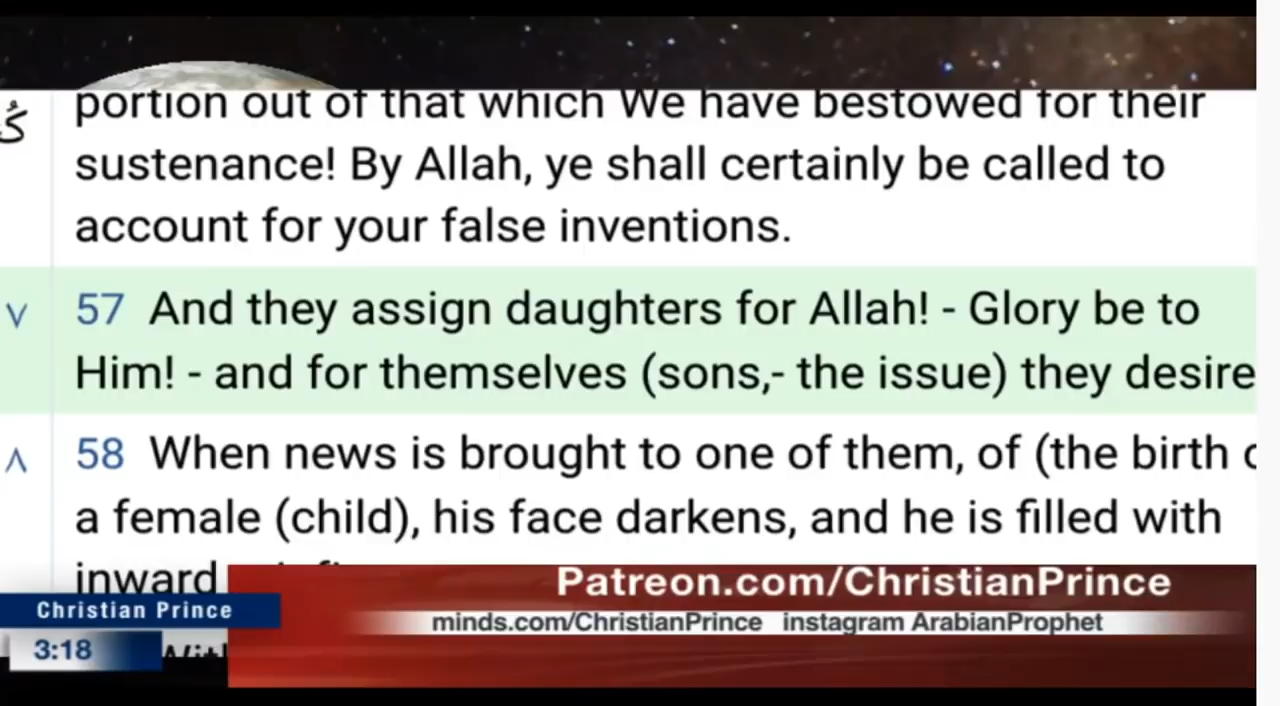 portion out of that which We have bestowed for their
sustenance! By Allah, ye shall certainly be called to
account for your false inventions.
57 And they assign daughters for Allah! - Glory be to
Him! - and for themselves (sons,- the issue) they desire
58 When news is brought to one of them, of (the birth
a female (child), his face darkens, and he is filled with
inward
Patreon.com/ChristianPrince
Christian Prince
minds.com/ChristianPrince instagram ArabianProphet
3:18